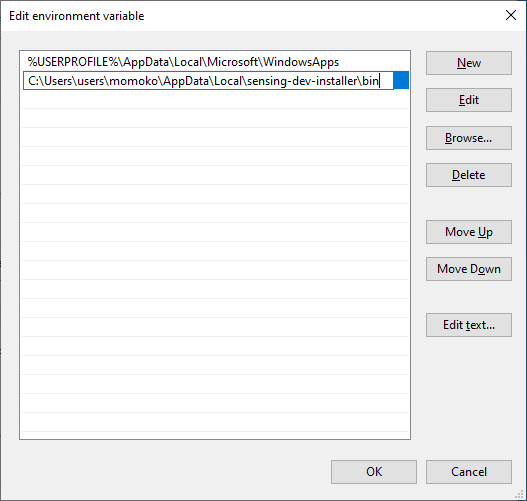 Edit environment variable
%USERPROFILE%\AppData\Local\Microsoft\WindowsApps
C:\Users\users\momoko\AppData\Local\sensing-dev-installer\bin
New
Edit
Browse...
Delete
Move Up
Move Down
Edit text...
OK
Cancel